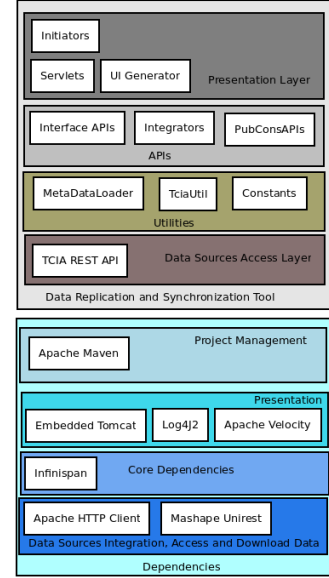 Initiators
Servlets
UI Generator
Presentation Layer
Interface APIs
Integrators
PubConsAPIs
APIs
MetaDataLoader
TciaUtil
Constants
Utilities
TCIA REST API
Data Sources Access Layer
Data Replication and Synchronization Tool
Project Management
Apache Maven
Presentation
Embedded Tomcat
Log4J2
Apache Velocity
Infinispan
Core Dependencies
Apache HTTP Client
Mashape Unirest
Data Sources Integration, Access and Download Data
Dependencies